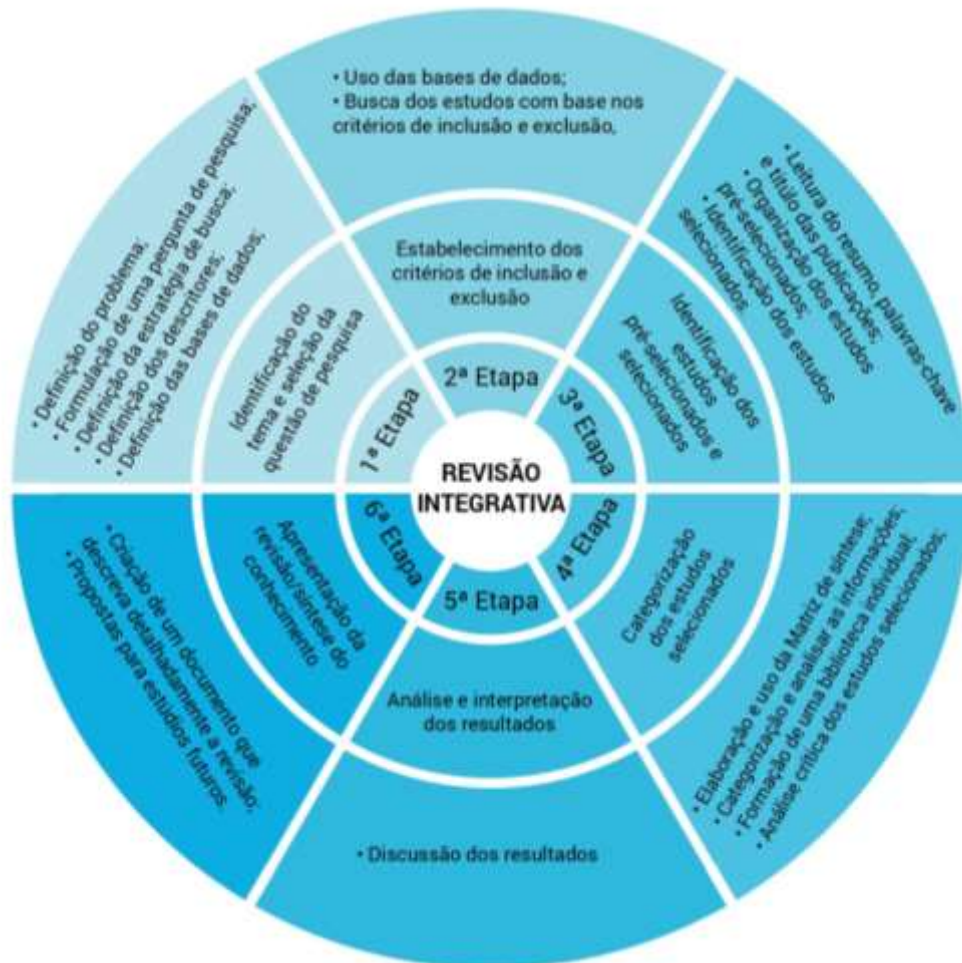 REVISÃO
INTEGRATIVA
1ª Etapa
Identificação do
tema e seleção da
questão de pesquisa
• Definição do problema;
• Formulação de uma pergunta de pesquisa;
• Definição da estratégia de busca;
• Definição dos descritores;
• Definição das bases de dados;
2ª Etapa
Estabelecimento dos
critérios de inclusão e
exclusão
• Uso das bases de dados;
• Busca dos estudos com base nos
critérios de inclusão e exclusão,
3ª Etapa
Identificação dos
estudos
pré-selecionados e
selecionados
• Leitura do resumo, palavras-chave
e título das publicações;
• Organização dos estudos
pré-selecionados;
• Identificação dos estudos
selecionados,
4ª Etapa
Categorização
dos estudos
selecionados
• Elaboração e uso da Matriz de síntese;
• Categorização e analisar as informações;
• Formação de uma biblioteca individual;
• Análise crítica dos estudos selecionados;
5ª Etapa
Análise e interpretação
dos resultados
• Discussão dos resultados
6ª Etapa
Apresentação da
revisão/síntese do
conhecimento
• Criação de um documento que
descreva detalhadamente a revisão;
• Propostas para estudios futuros,